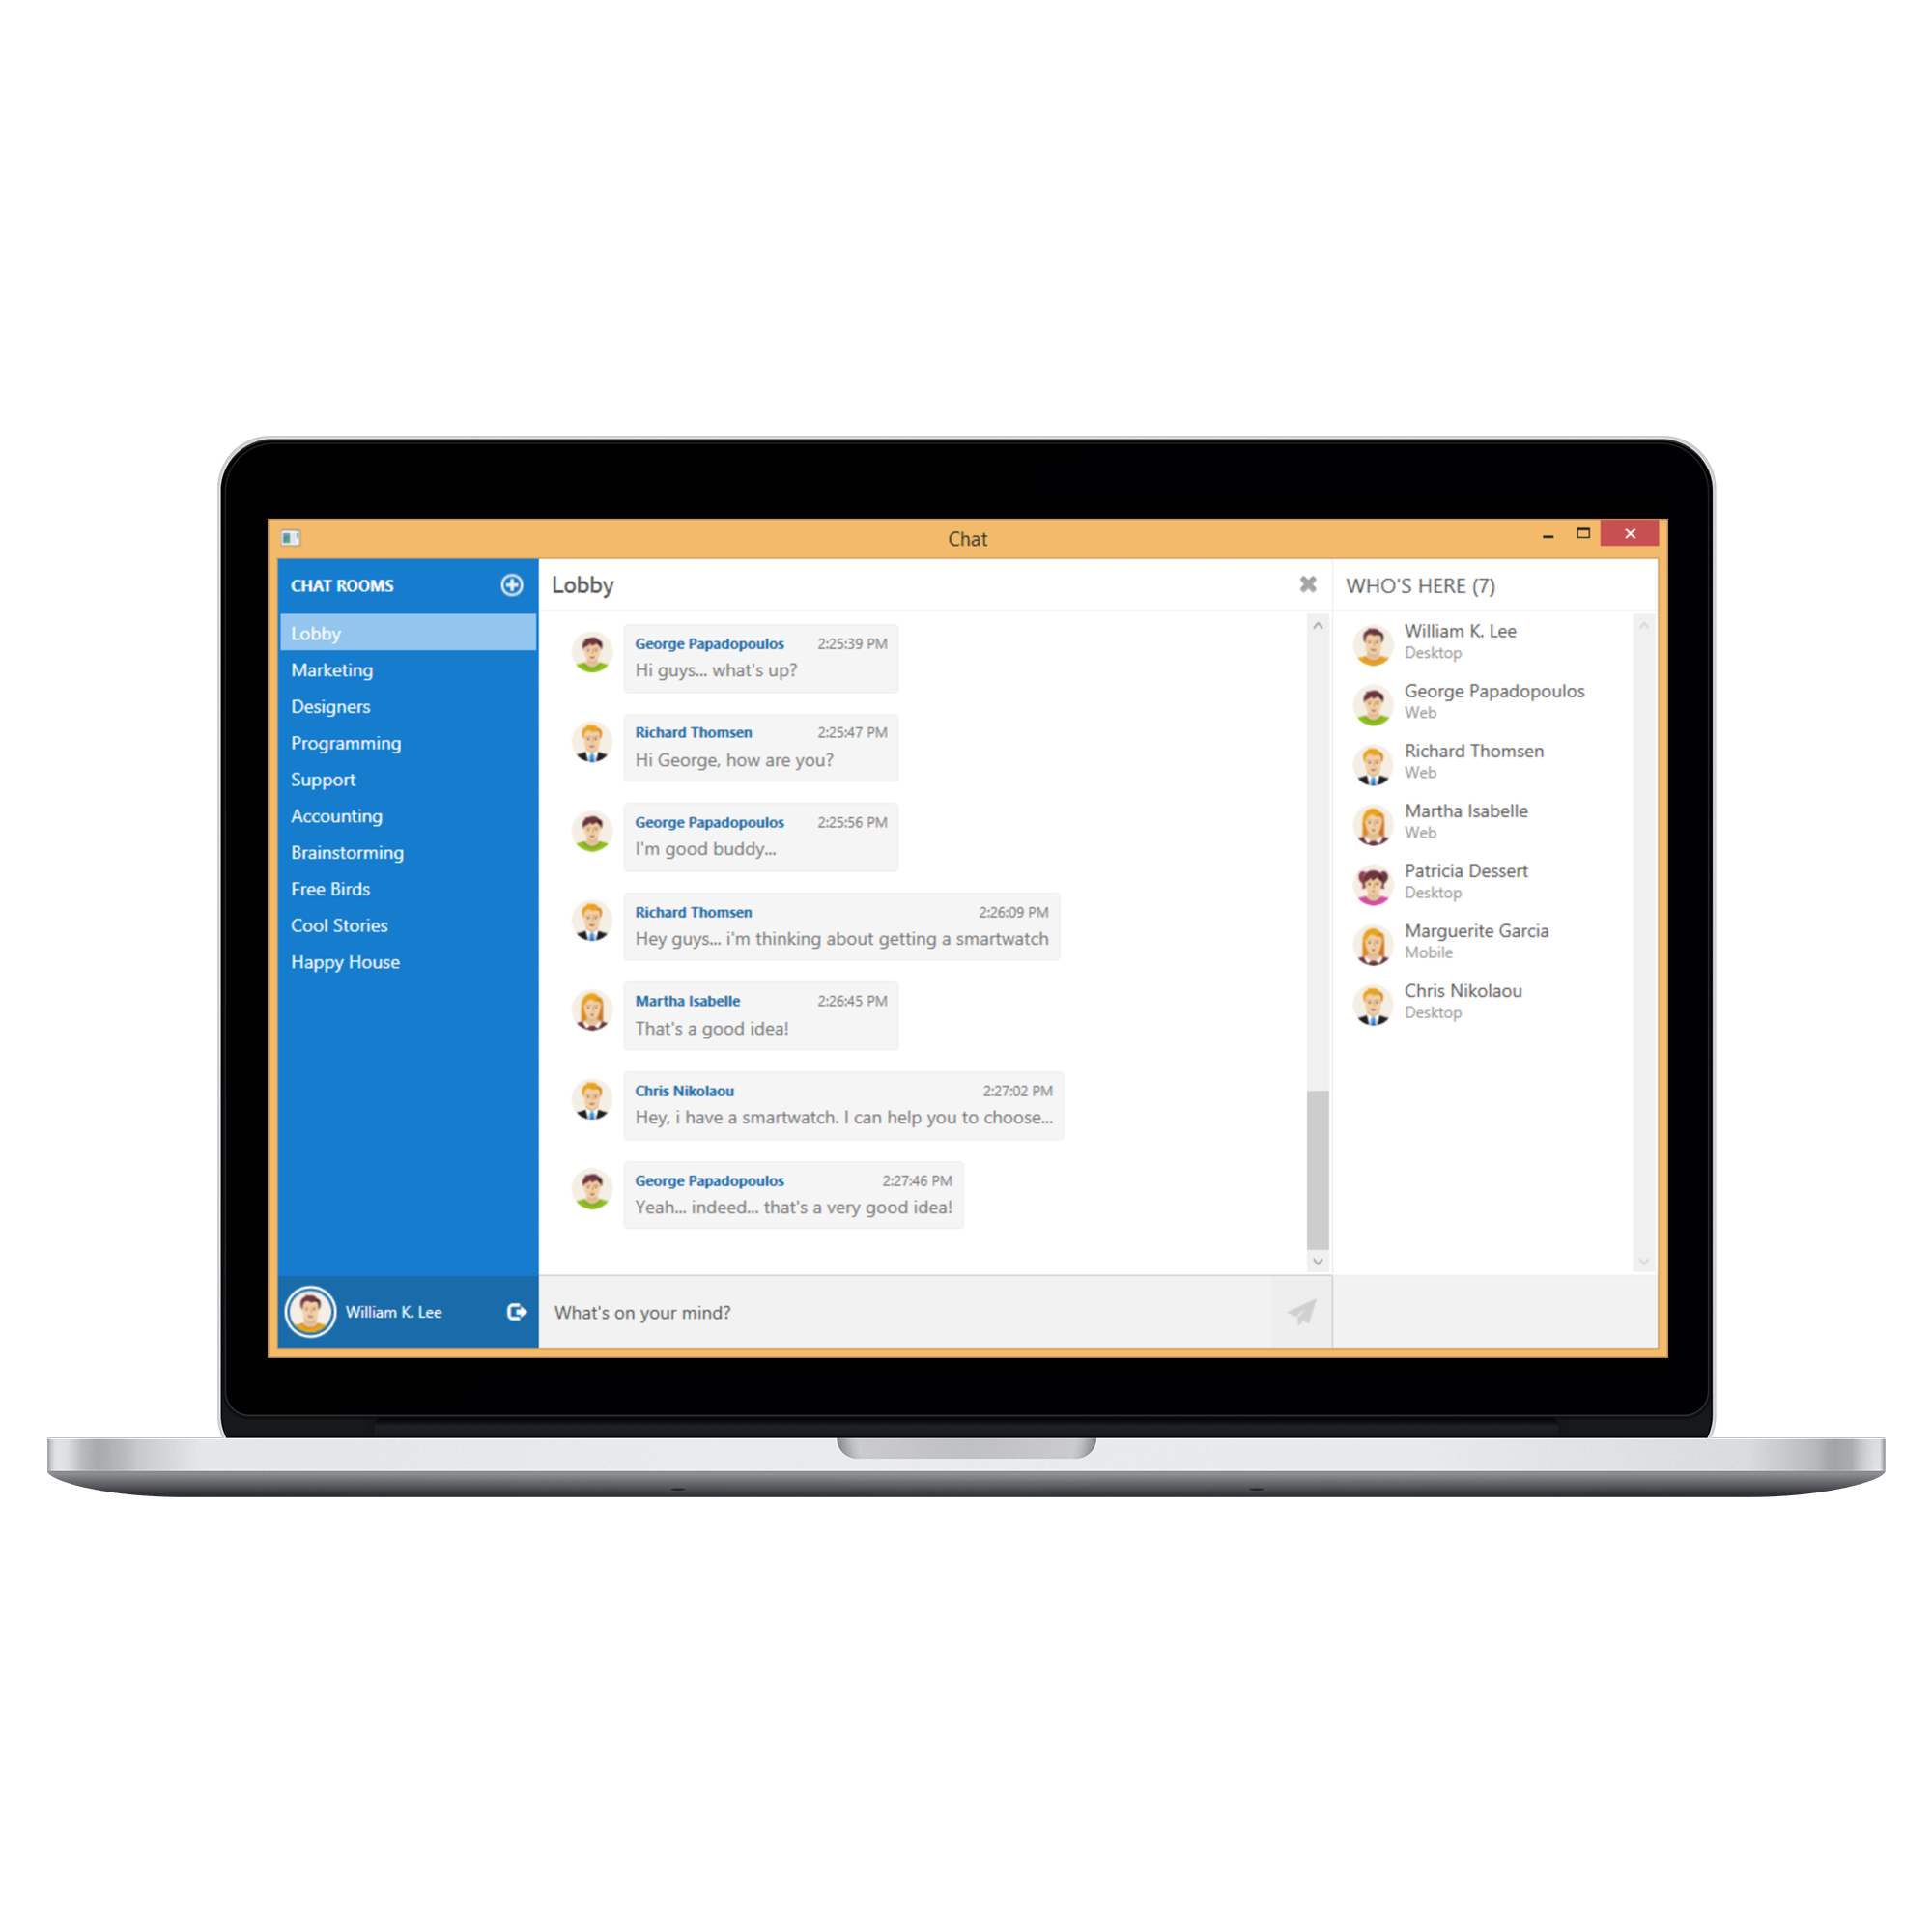 Chat
CHAT ROOMS
Lobby
Marketing
Designers
Programming
Support
Accounting
Brainstorming
Free Birds
Cool Stories
Happy House
William K. Lee
Lobby
George Papadopoulos 2:25:39 PM
Hi guys... what's up?
Richard Thomsen 2:25:47 PM
Hi George, how are you?
George Papadopoulos 2:25:56 PM
I'm good buddy...
Richard Thomsen 2:26:09 PM
Hey guys... i'm thinking about getting a smartwatch
Martha Isabelle 2:26:45 PM
That's a good idea!
Chris Nikolaou 2:27:02 PM
Hey, i have a smartwatch. I can help you to choose...
George Papadopoulos 2:27:46 PM
Yeah... indeed... that's a very good idea!
What's on your mind?
WHO'S HERE (7)
William K. Lee
Desktop
George Papadopoulos
Web
Richard Thomsen
Web
Martha Isabelle
Web
Patricia Dessert
Desktop
Marguerite Garcia
Mobile
Chris Nikolaou
Desktop